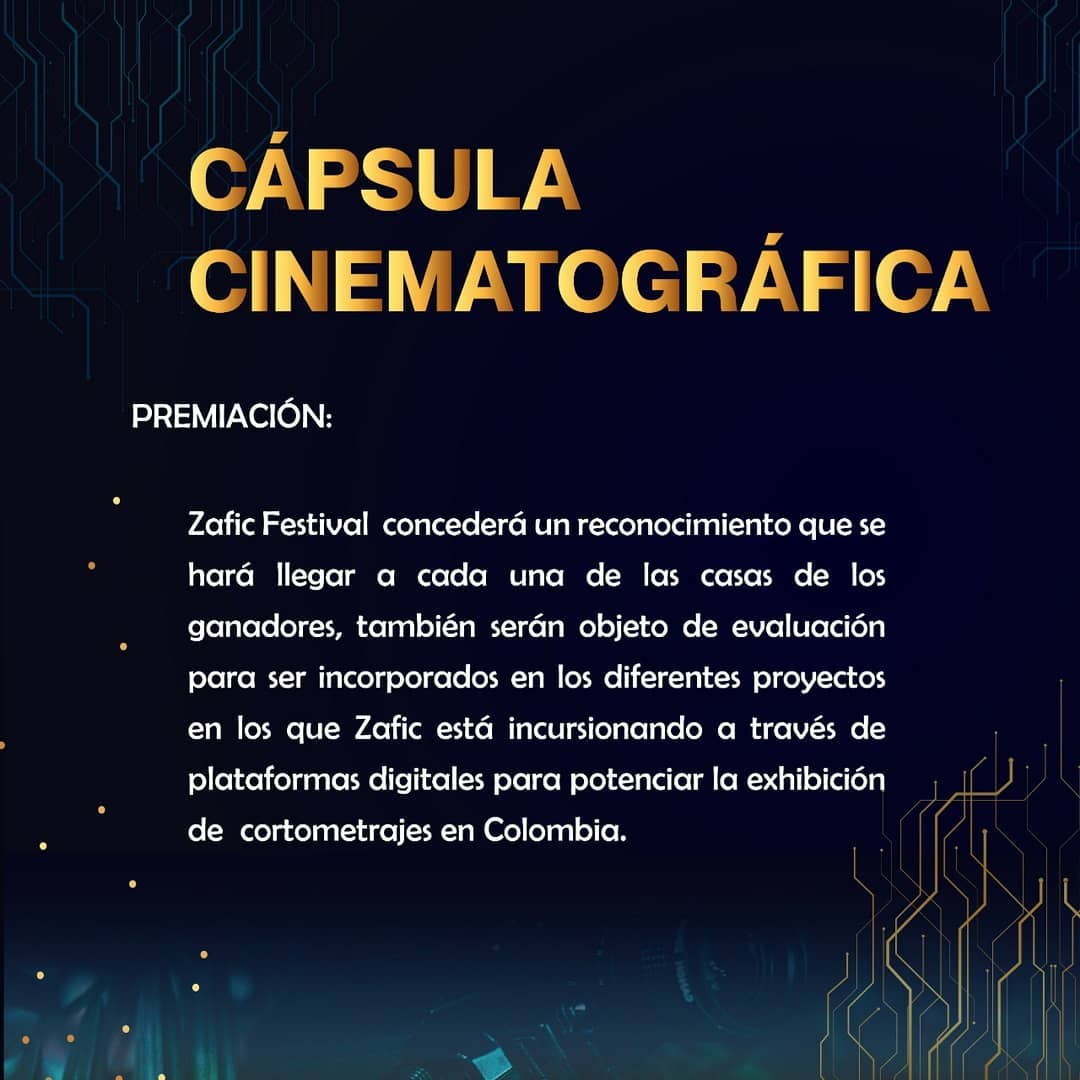 CÁPSULA
CINEMATOGRÁFICA
PREMIACIÓN:
Zafic Festival concederá un reconocimiento que se
hará llegar a cada una de las casas de los
ganadores, también serán objeto de evaluación
para ser incorporados en los diferentes proyectos
en los que Zafic está incursionando a través de
plataformas digitales para potenciar la exhibición
de cortometrajes en Colombia.